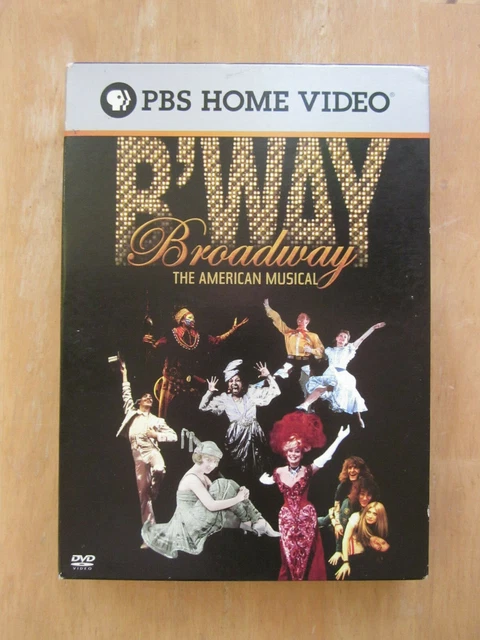 PBS HOME VIDEO®
B'WAY
Broadway
THE AMERICAN MUSICAL
DVD
VIDEO